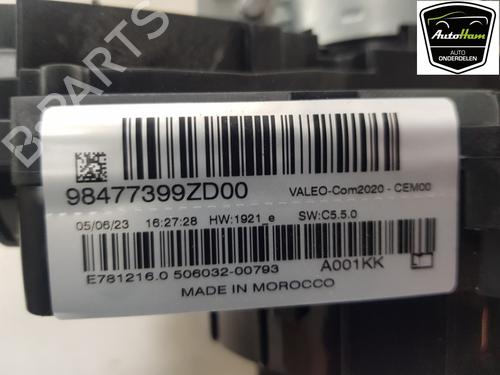 AutoHam
AUTO
ONDERDELEN
B-PARTS
98477399ZD00
VALEO-Com2020 - CEM00
05/06/23 16:27:28 HW:1921_e SW:C5.5.0
E781216.0 506032-00793 A001KK
MADE IN MOROCCO